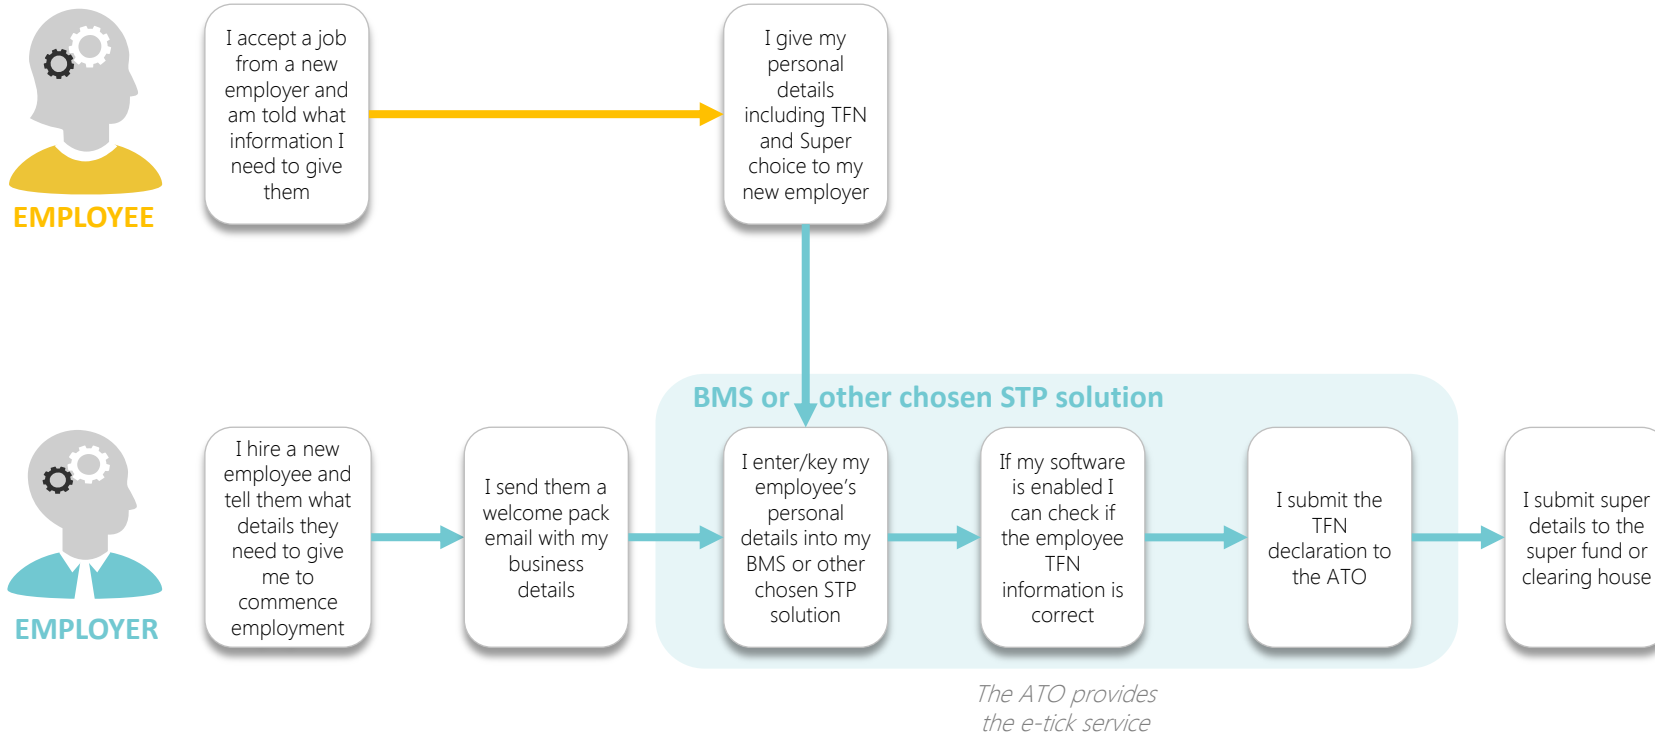 I accept a job
from a new
employer and
am told what
information I
need to give
them
I give my
personal
details
including TFN
and Super
choice to my
new employer
EMPLOYEE
BMS or other chosen STP solution
I hire a new
employee and
tell them what
details they
need to give
me to
commence
employment
I send them a
welcome pack
email with my
business
details
I enter/key my
employee’s
personal
details into my
BMS or other
chosen STP
solution
If my software
is enabled I
can check if
the employee
TFN
information is
correct
I submit the
TFN
declaration to
the ATO
I submit super
details to the
super fund or
clearing house
EMPLOYER
The ATO provides
the e-tick service